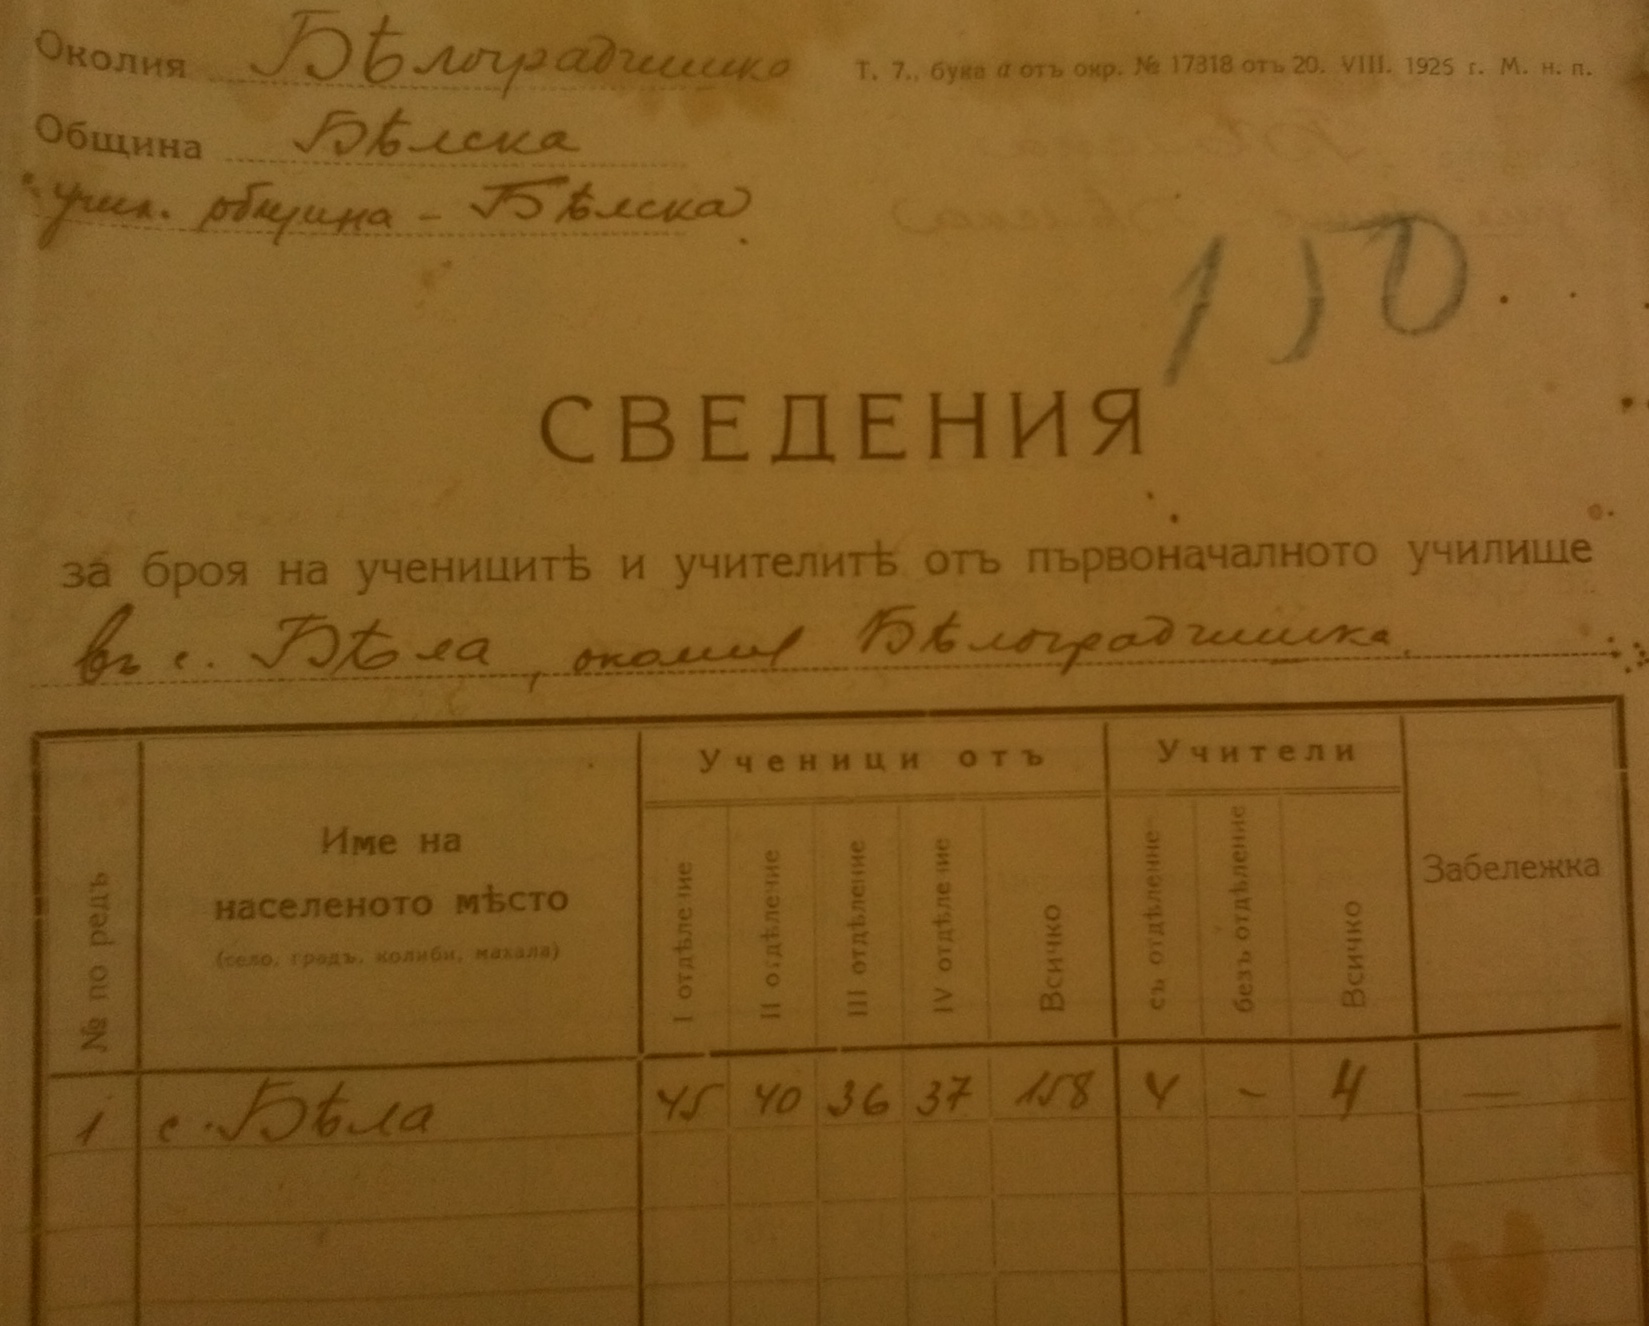 Околия Бѣлоградчишка
Т. 7., буква а отъ окр. № 17318 отъ 20. VIII. 1925 г. М. н. п.
Община Бѣлска
учил. община - Бѣлска
150
СВЕДЕНИЯ
за броя на ученицитѣ и учителитѣ отъ първоначалното училище
въ с. Бѣла, околия Бѣлоградчишка.
№ по редъ
Име на
населеното мѣсто
(село, градъ, колиби, махала)
Ученици отъ
I отдѣление
II отдѣление
III отдѣление
IV отдѣление
Всичко
Учители
съ отдѣление
безъ отдѣление
Всичко
Забележка
1 с. Бѣла 45 40 36 37 158 4 - 4 —